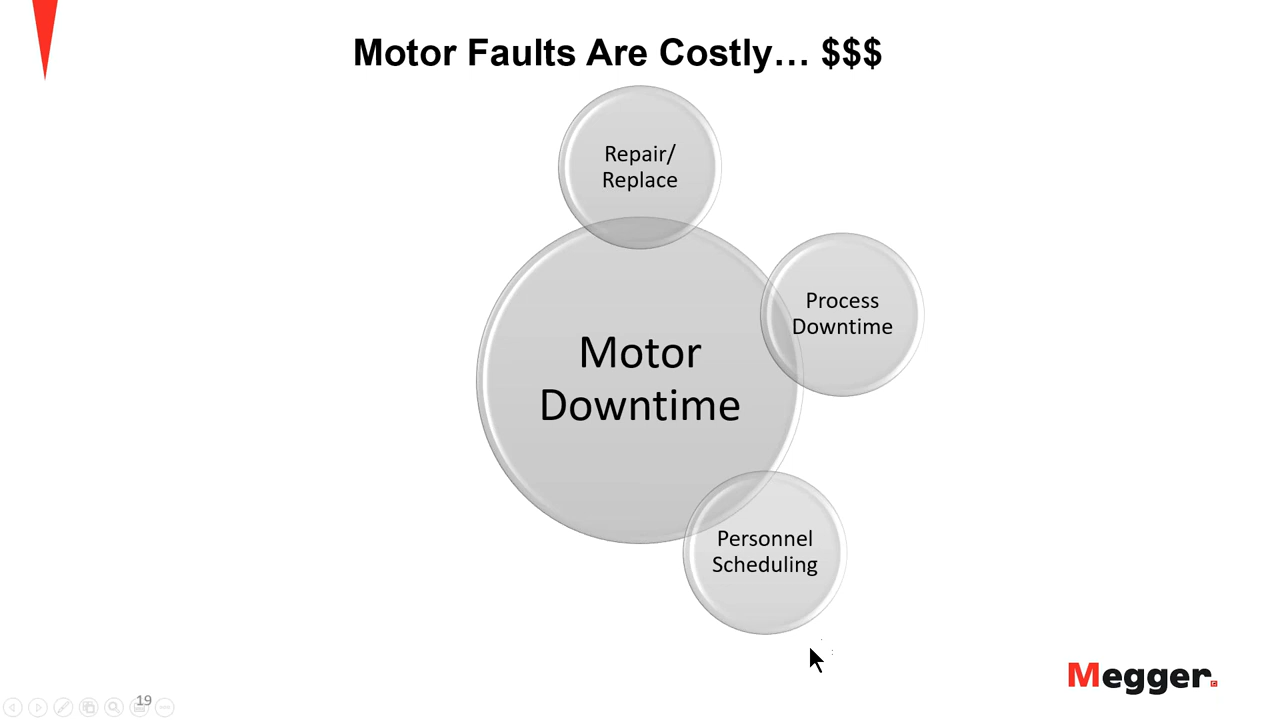 Motor Faults Are Costly… $$$
Repair/
Replace
Process
Downtime
Motor
Downtime
Personnel
Scheduling
Megger.
19